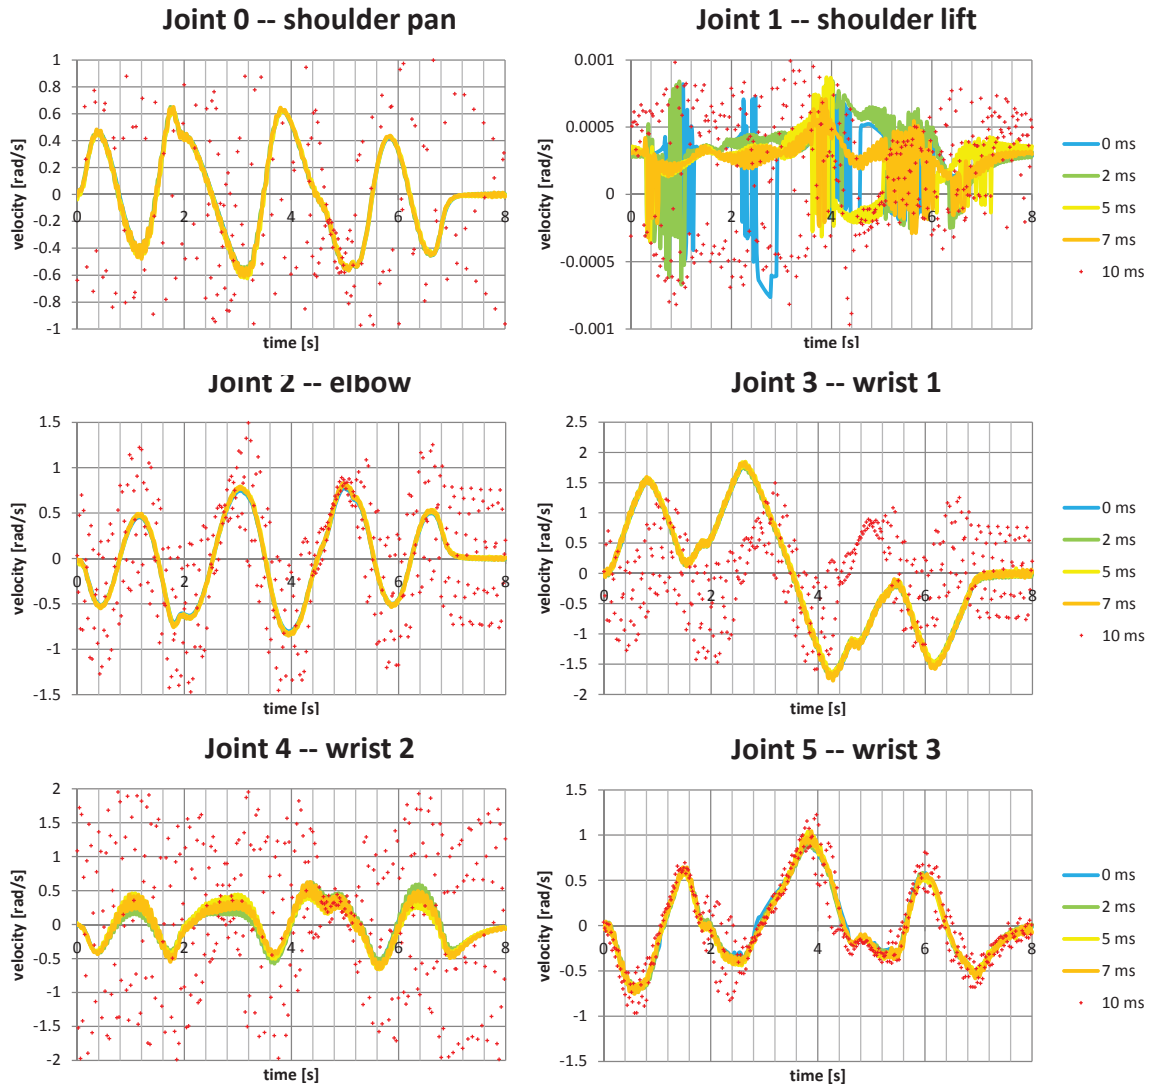 Joint 0 -- shoulder pan
1
0.8
0.6
0.4
0.2
0
-0.2
-0.4
-0.6
-0.8
-1
0
2
4
6
8
velocity [rad/s]
time [s]
Joint 1 -- shoulder lift
0.001
0.0005
0
-0.0005
-0.001
0
2
4
6
8
velocity [rad/s]
time [s]
0 ms
2 ms
5 ms
7 ms
10 ms
Joint 2 -- elbow
1.5
1
0.5
0
-0.5
-1
-1.5
0
2
4
6
8
velocity [rad/s]
time [s]
Joint 3 -- wrist 1
2.5
2
1.5
1
0.5
0
-0.5
-1
-1.5
-2
0
2
4
6
8
velocity [rad/s]
time [s]
0 ms
2 ms
5 ms
7 ms
10 ms
Joint 4 -- wrist 2
2
1.5
1
0.5
0
-0.5
-1
-1.5
-2
0
2
4
6
8
velocity [rad/s]
time [s]
Joint 5 -- wrist 3
1.5
1
0.5
0
-0.5
-1
-1.5
0
2
4
6
8
velocity [rad/s]
time [s]
0 ms
2 ms
5 ms
7 ms
10 ms